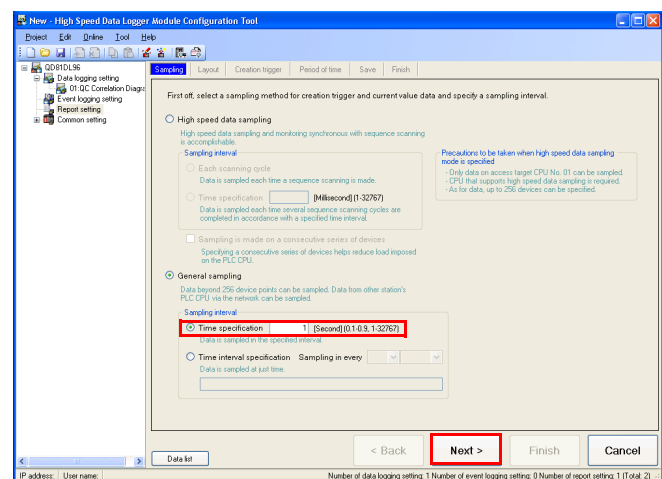 New - High Speed Data Logger Module Configuration Tool
Project Edit Online Tool Help
QD81DL96
Data logging setting
01:QC Correlation Diagra
Event logging setting
Report setting
Common setting
Sampling Layout Creation trigger Period of time Save Finish
First off, select a sampling method for creation trigger and current value data and specify a sampling interval.
High speed data sampling
High speed data sampling and monitoring synchronous with sequence scanning
is accomplishable.
Sampling interval
Each scanning cycle
Data is sampled each time a sequence scanning is made.
Time specification [Millisecond] (1-32767)
Data is sampled each time several sequence scanning cycles are
completed in accordance with a specified time interval.
Sampling is made on a consecutive series of devices
Specifying a consecutive series of devices helps reduce load imposed
on the PLC CPU.
Precautions to be taken when high speed data sampling
mode is specified
- Only data on access target CPU No. 01 can be sampled.
- CPU that supports high speed data sampling is required.
- As for data, up to 256 devices can be specified.
General sampling
Data beyond 256 device points can be sampled. Data from other station's
PLC CPU via the network can be sampled.
Sampling interval
Time specification 1 [Second] (0.1-0.9, 1-32767)
Data is sampled in the specified interval.
Time interval specification Sampling in every
Data is sampled at just time.
Data list
< Back Next > Finish Cancel
IP address: User name: Number of data logging setting: 1 Number of event logging setting: 0 Number of report setting: 1 (Total: 2)